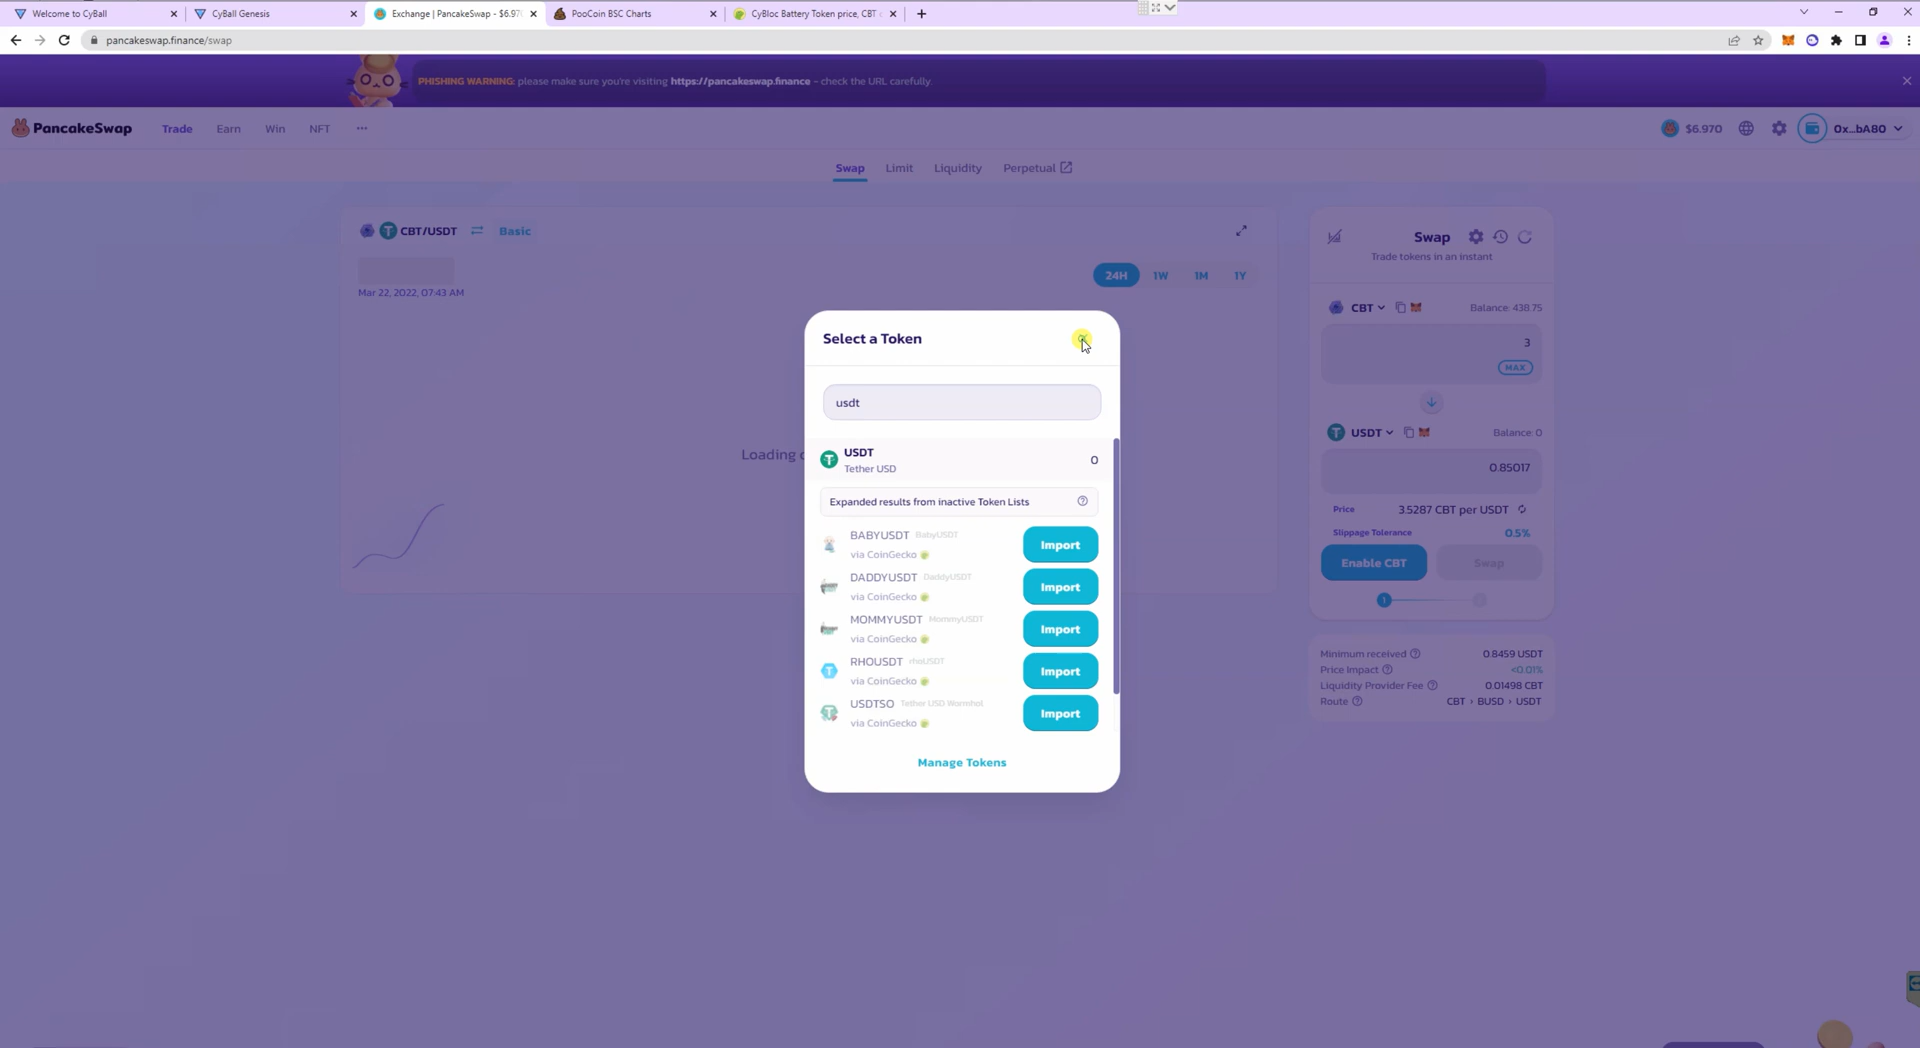 Welcome to CyBall
CyBall Genesis
Exchange | PancakeSwap - $6.97
PooCoin BSC Charts
CyBloc Battery Token price, CBT
pancakeswap.finance/swap
PHISHING WARNING: please make sure you're visiting https://pancakeswap.finance - check the URL carefully.
PancakeSwap
Trade
Earn
Win
NFT
$6.970
0x...bA80
Swap
Limit
Liquidity
Perpetual
CBT/USDT
Basic
Mar 22, 2022, 07:43 AM
24H
1W
1M
1Y
Loading
Select a Token
usdt
USDT
Tether USD
0
Expanded results from inactive Token Lists
BABYUSDT BabyUSDT
via CoinGecko
Import
DADDYUSDT DaddyUSDT
via CoinGecko
Import
MOMMYUSDT MommyUSDT
via CoinGecko
Import
RHOUSDT rhoUSDT
via CoinGecko
Import
USDTSO Tether USD Wormhol
via CoinGecko
Import
Manage Tokens
Swap
Trade tokens in an instant
CBT
Balance: 438.75
3
MAX
USDT
Balance: 0
0.85017
Price
3.5287 CBT per USDT
Slippage Tolerance
0.5%
Enable CBT
Swap
1
Minimum received
0.8459 USDT
Price Impact
<0.01%
Liquidity Provider Fee
0.01498 CBT
Route
CBT > BUSD > USDT